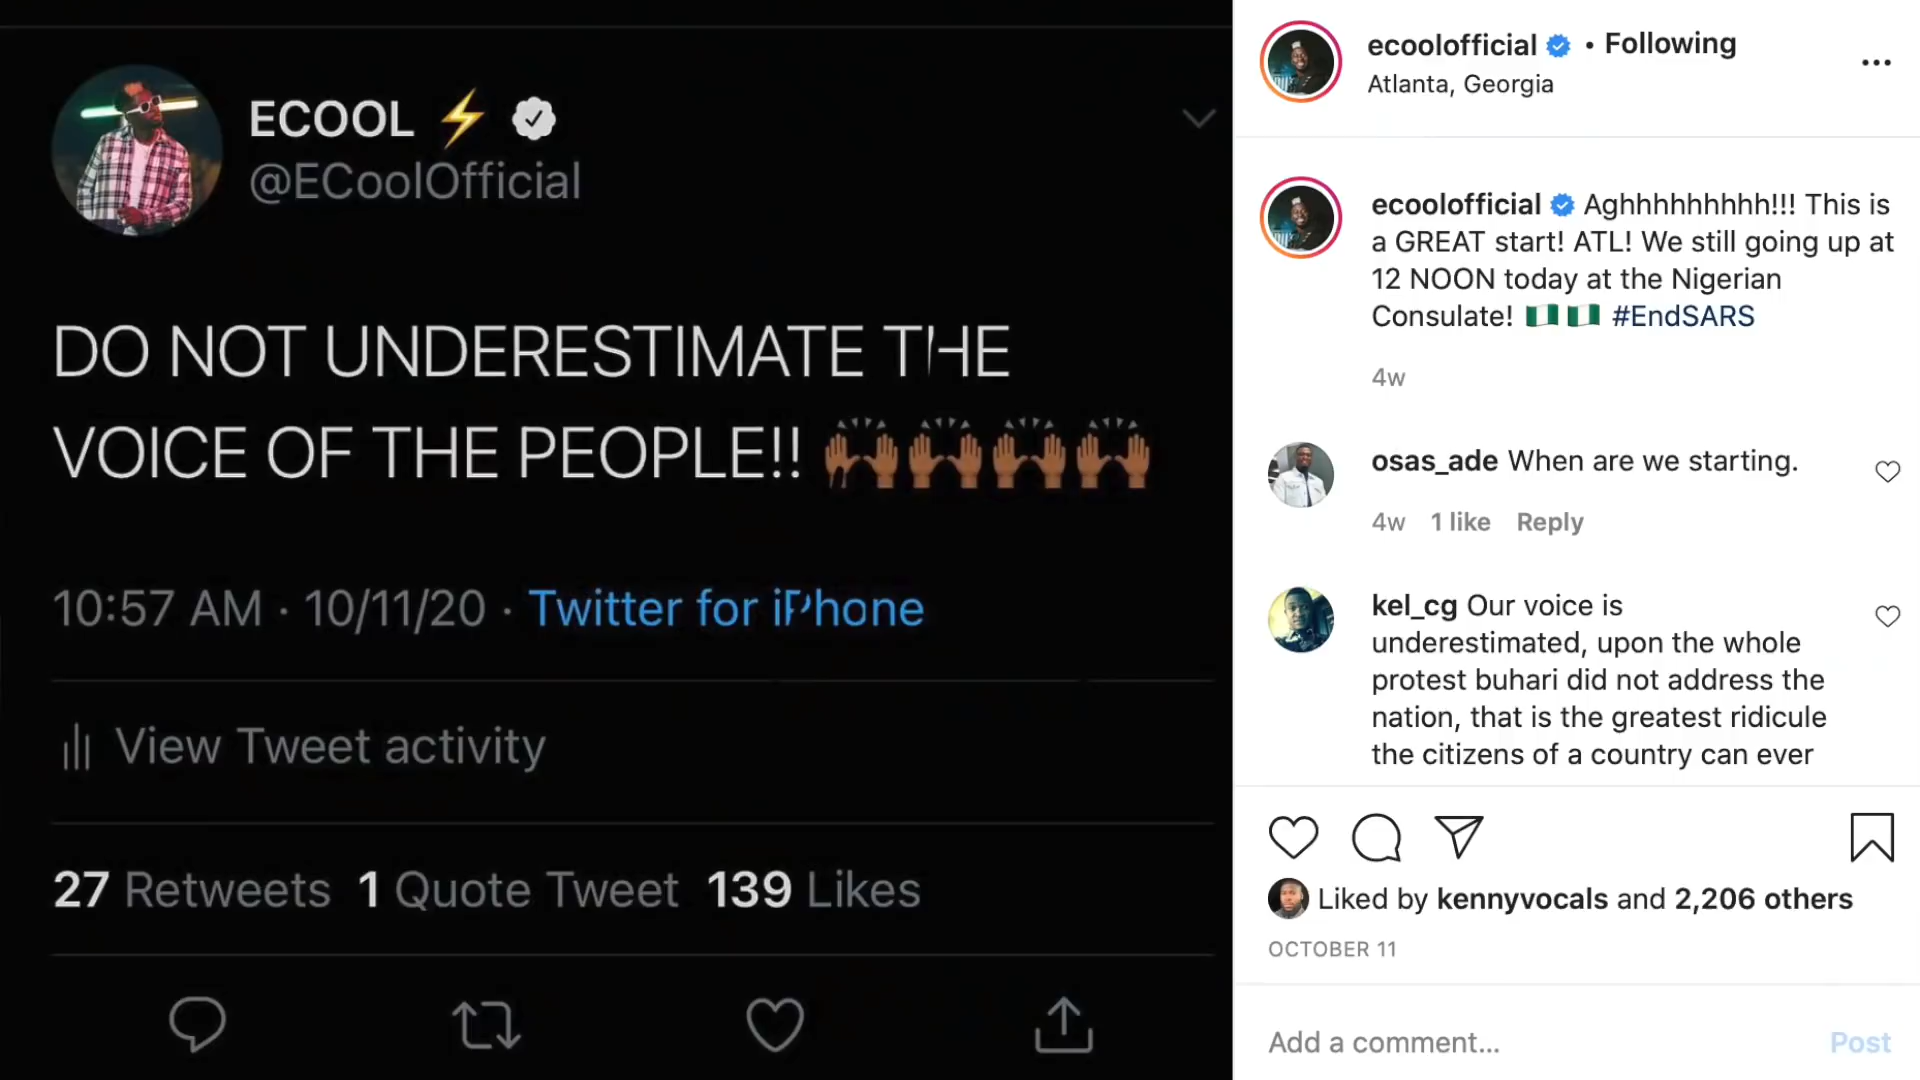 ECOOL ⚡
@ECoolOfficial
DO NOT UNDERESTIMATE THE
VOICE OF THE PEOPLE!! 🙌🏾🙌🏾🙌🏾🙌🏾
10:57 AM · 10/11/20 · Twitter for iPhone
View Tweet activity
27 Retweets 1 Quote Tweet 139 Likes
ecoolofficial • Following
Atlanta, Georgia
ecoolofficial Aghhhhhhhhh!!! This is
a GREAT start! ATL! We still going up at
12 NOON today at the Nigerian
Consulate! 🇳🇬🇳🇬 #EndSARS
4w
osas_ade When are we starting.
4w 1 like Reply
kel_cg Our voice is
underestimated, upon the whole
protest buhari did not address the
nation, that is the greatest ridicule
the citizens of a country can ever
Liked by kennyvocals and 2,206 others
OCTOBER 11
Add a comment... Post